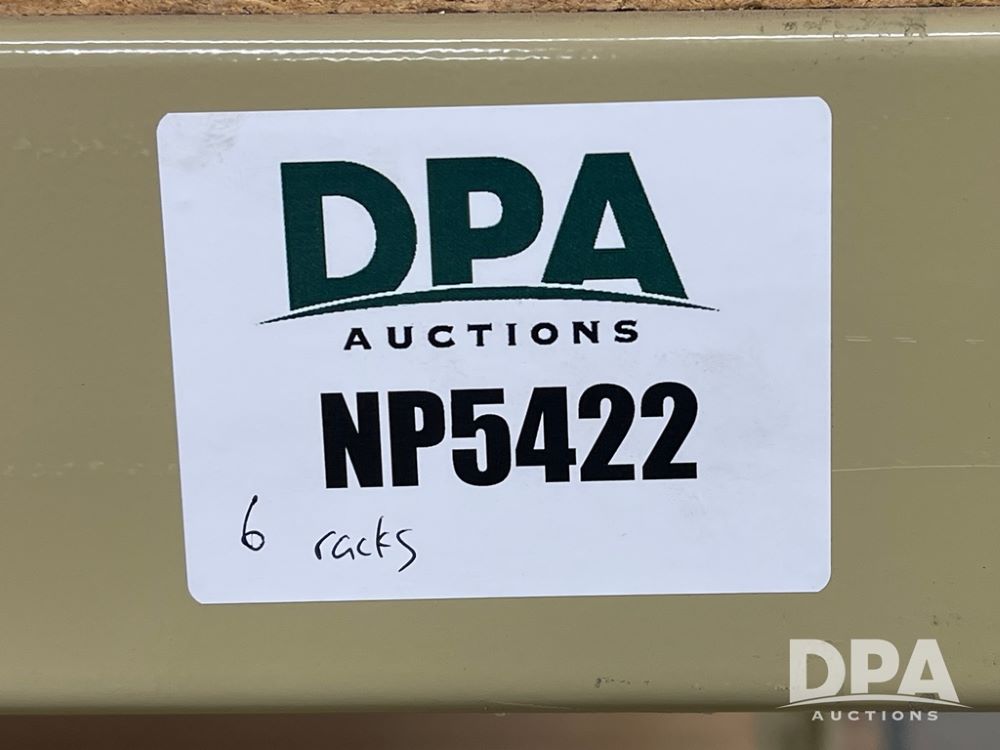 DPA
AUCTIONS
NP5422
6 racks
DPA
AUCTIONS